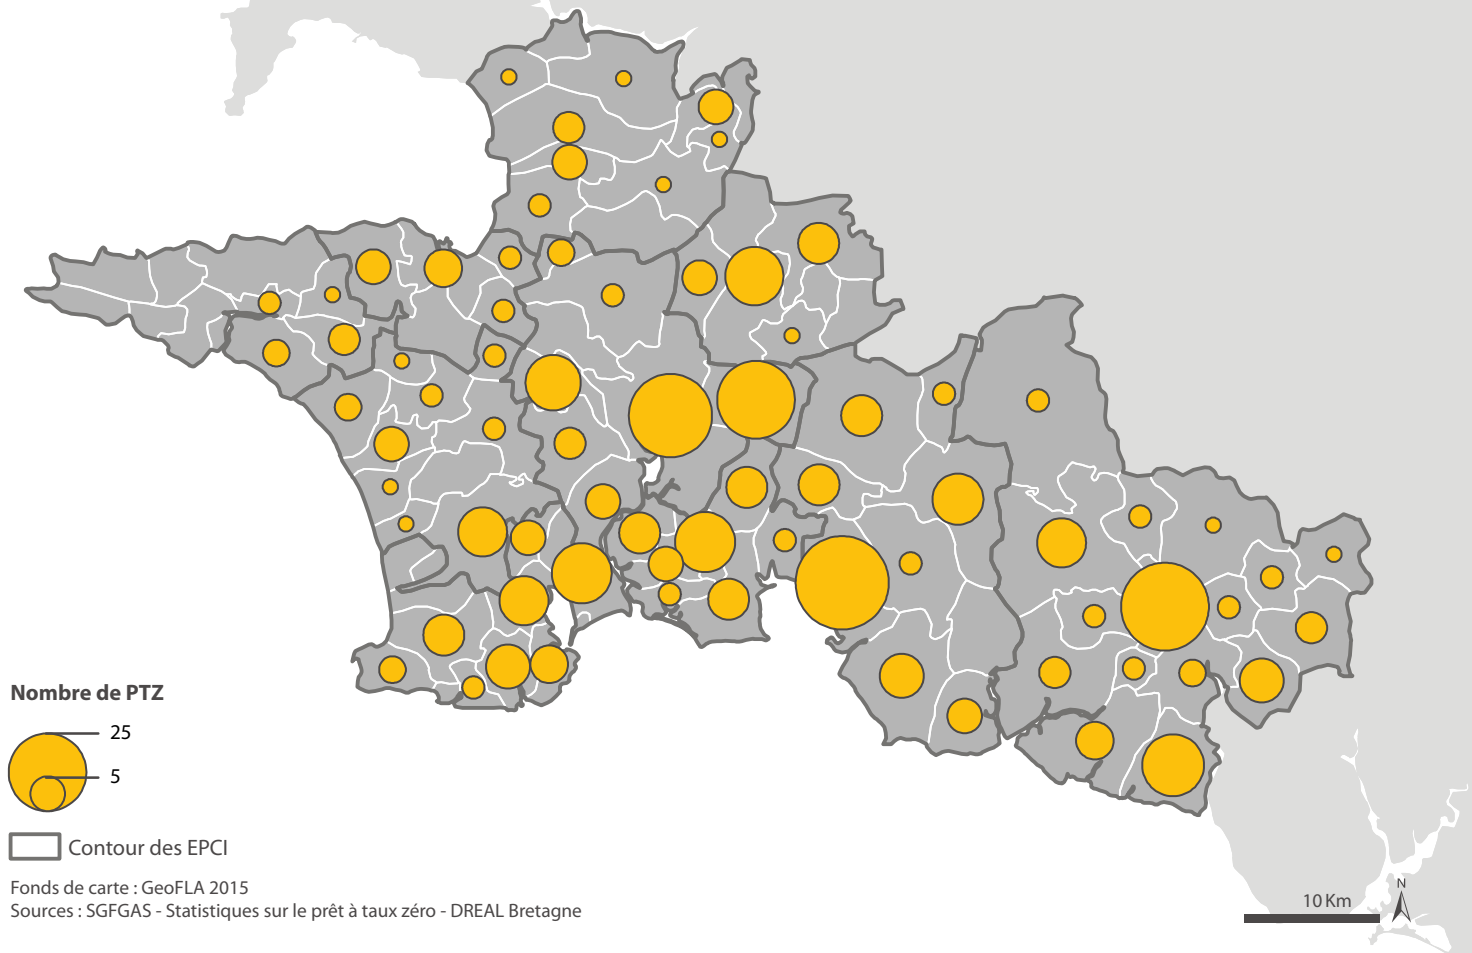 Nombre de PTZ
25
5
Contour des EPCI
Fonds de carte : GeoFLA 2015
Sources : SGFGAS - Statistiques sur le prêt à taux zéro - DREAL Bretagne
10 Km
N